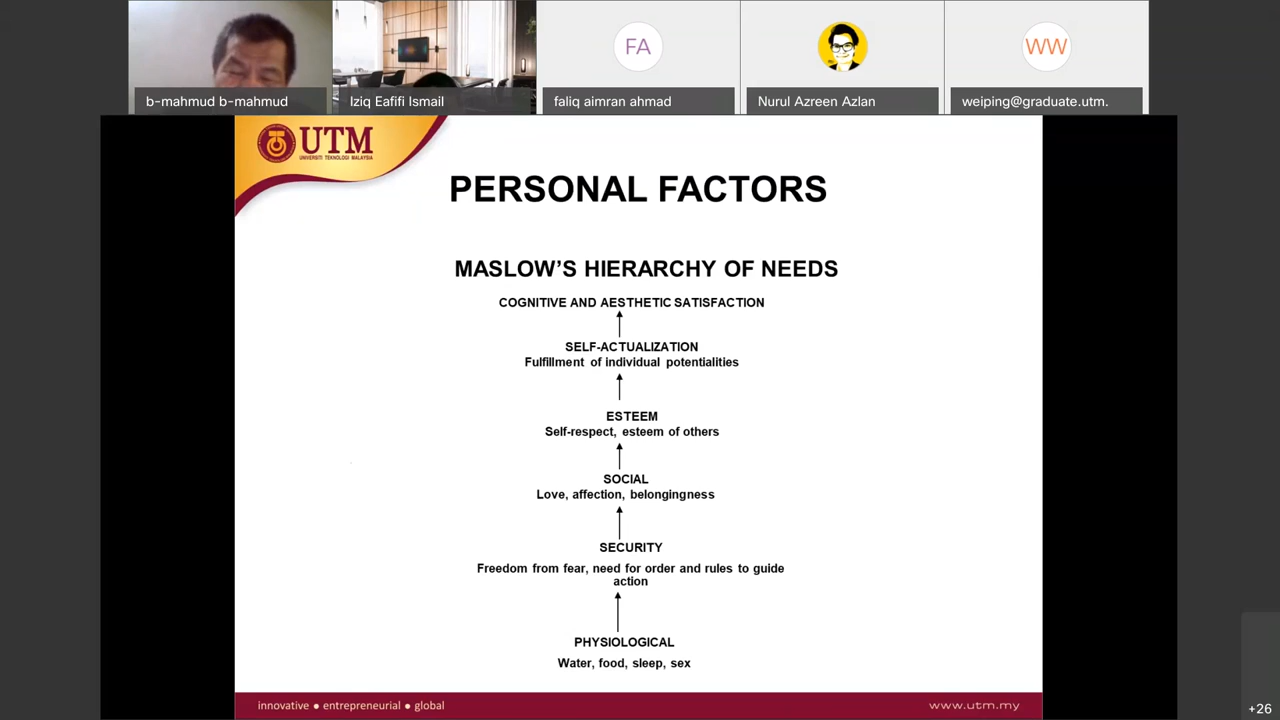 b-mahmud b-mahmud
Iziq Eafifi Ismail
FA
faliq aimran ahmad
Nurul Azreen Azlan
WW
weiping@graduate.utm.
UTM
UNIVERSITI TEKNOLOGI MALAYSIA
PERSONAL FACTORS
MASLOW'S HIERARCHY OF NEEDS
COGNITIVE AND AESTHETIC SATISFACTION
SELF-ACTUALIZATION
Fulfillment of individual potentialities
ESTEEM
Self-respect, esteem of others
SOCIAL
Love, affection, belongingness
SECURITY
Freedom from fear, need for order and rules to guide
action
PHYSIOLOGICAL
Water, food, sleep, sex
innovative ● entrepreneurial ● global
www.utm.my
+26